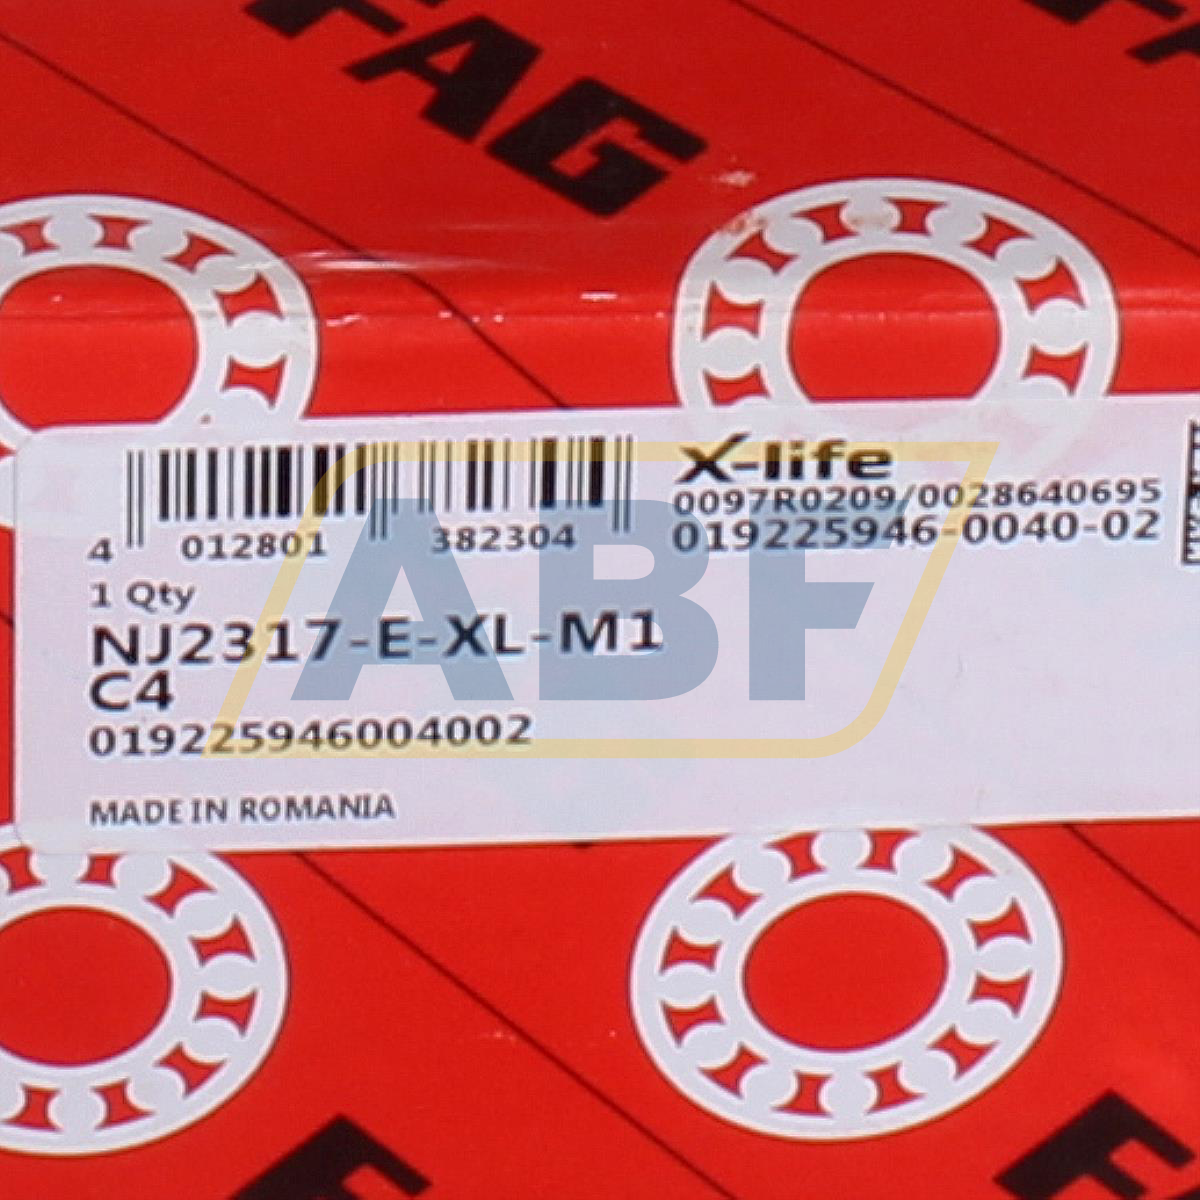 FAG
X-life
0097R0209/0028640695
019225946-0040-02
4 012801 382304
1 Qty
NJ2317-E-XL-M1
C4
019225946004002
MADE IN ROMANIA
ABF